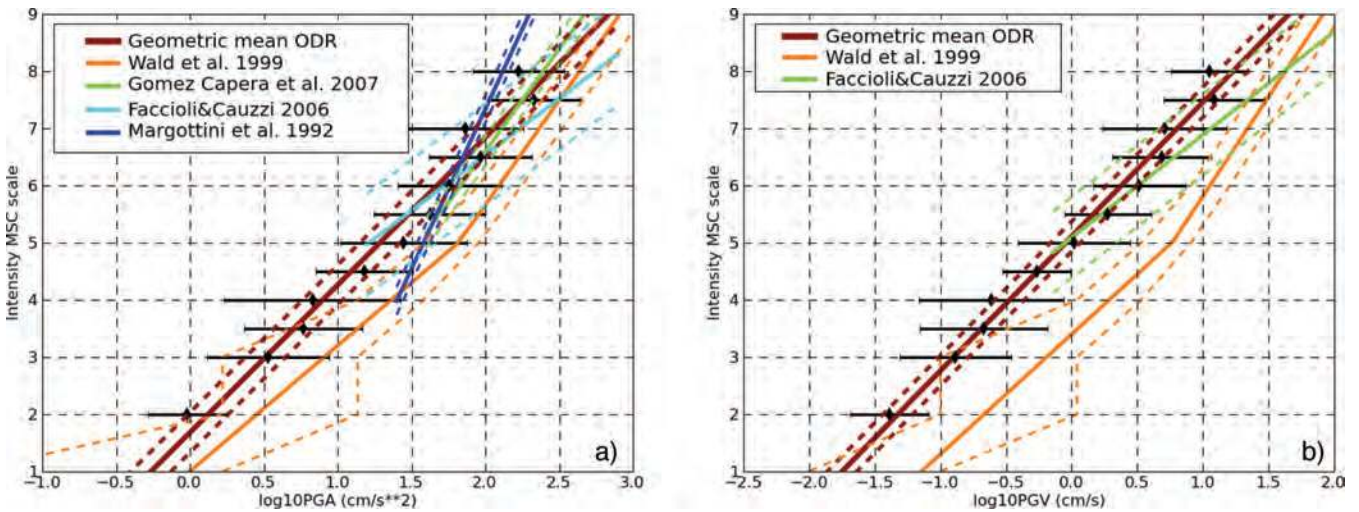 Geometric mean ODR
Wald et al. 1999
Gomez Capera et al. 2007
Faccioli&Cauzzi 2006
Margottini et al. 1992
Intensity MSC scale
9
8
7
6
5
4
3
2
1
-1.0 -0.5 0.0 0.5 1.0 1.5 2.0 2.5 3.0
log10PGA (cm/s**2)
a)
Geometric mean ODR
Wald et al. 1999
Faccioli&Cauzzi 2006
Intensity MSC scale
9
8
7
6
5
4
3
2
1
-2.5 -2.0 -1.5 -1.0 -0.5 0.0 0.5 1.0 1.5 2.0
log10PGV (cm/s)
b)